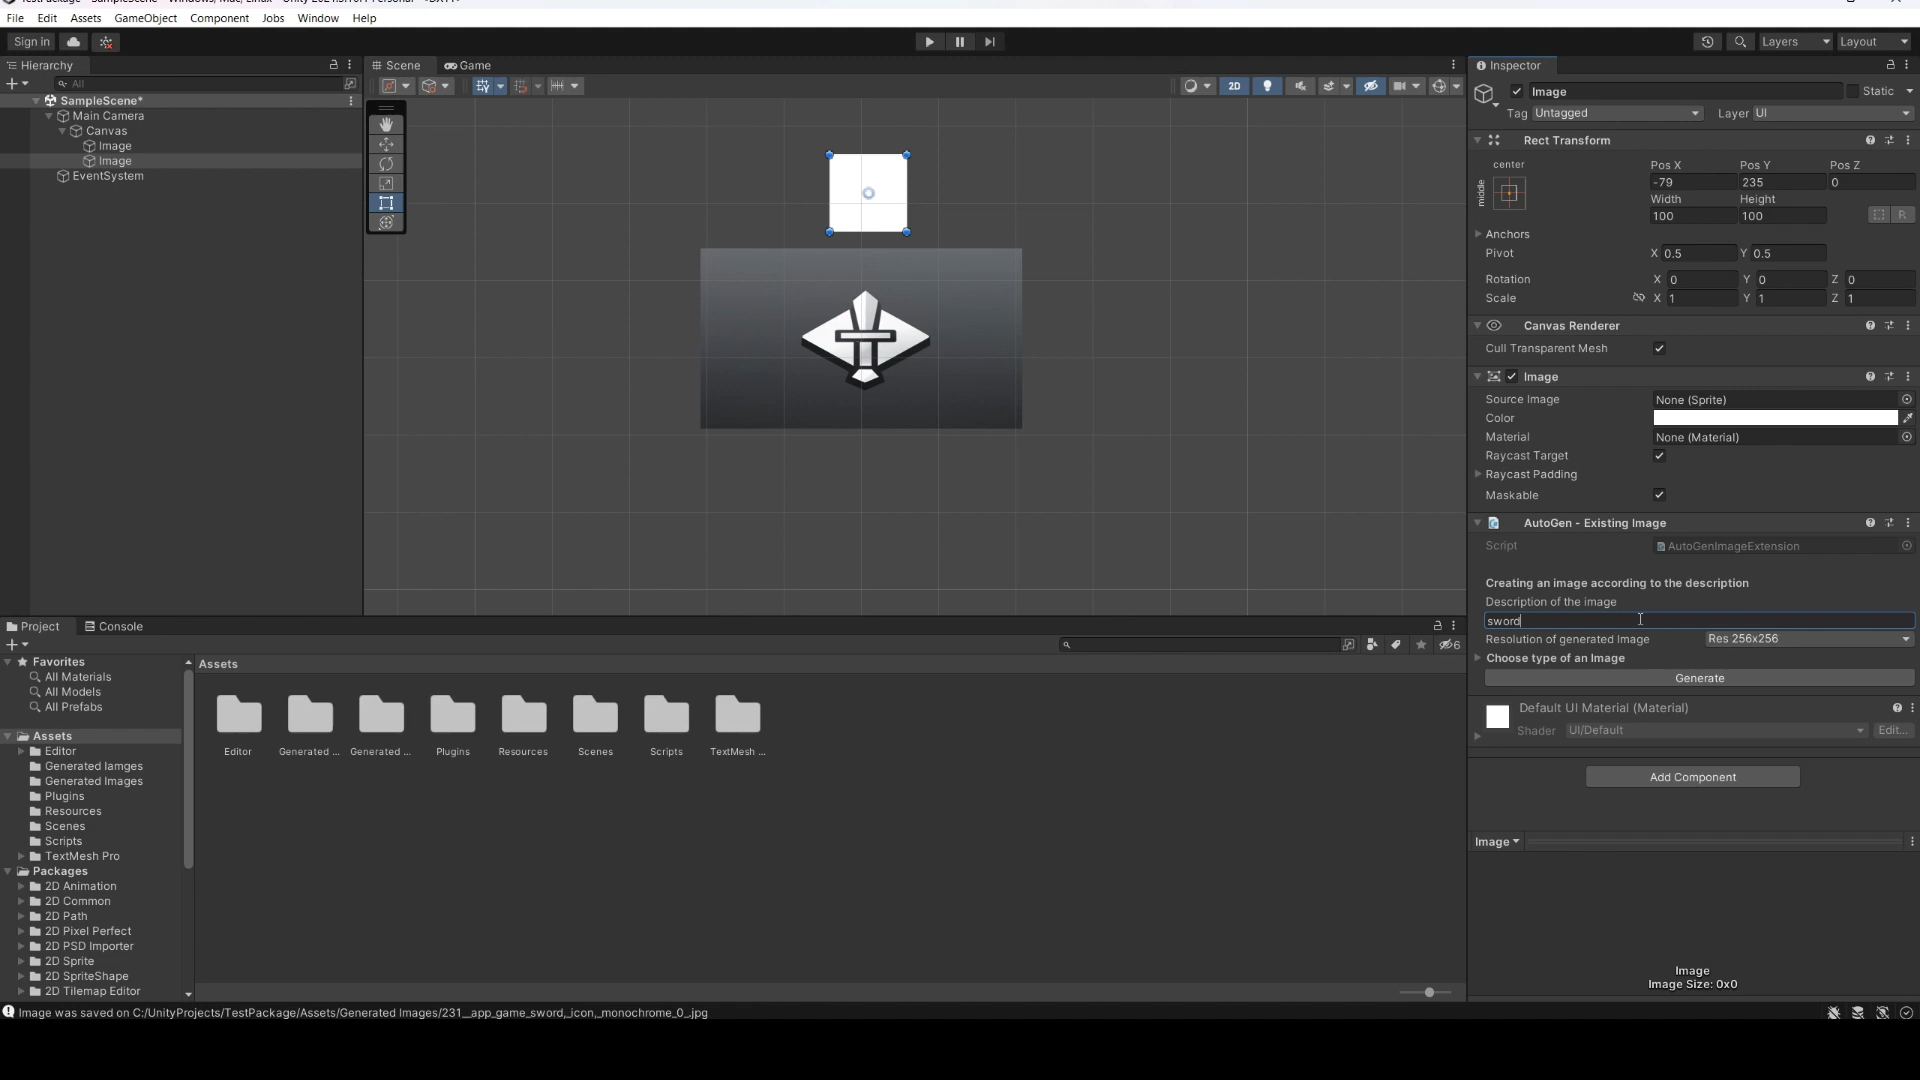 File Edit Assets GameObject Component Jobs Window Help
Sign in Layers Layout
Hierarchy Scene Game Inspector
All
SampleScene*
Main Camera
Canvas
Image
Image
EventSystem
2D
Image Static
Tag Untagged Layer UI
Rect Transform
center
middle
Pos X Pos Y Pos Z
-79 235 0
Width Height
100 100
R
Anchors
Pivot X 0.5 Y 0.5
Rotation X 0 Y 0 Z 0
Scale X 1 Y 1 Z 1
Canvas Renderer
Cull Transparent Mesh
Image
Source Image None (Sprite)
Color
Material None (Material)
Raycast Target
Raycast Padding
Maskable
AutoGen - Existing Image
Script AutoGenImageExtension
Creating an image according to the description
Description of the image
sword
Resolution of generated Image Res 256x256
Choose type of an Image
Generate
Default UI Material (Material)
Shader UI/Default Edit...
Add Component
Image
Image
Image Size: 0x0
Project Console
6
Favorites
All Materials
All Models
All Prefabs
Assets
Editor
Generated Iamges
Generated Images
Plugins
Resources
Scenes
Scripts
TextMesh Pro
Packages
2D Animation
2D Common
2D Path
2D Pixel Perfect
2D PSD Importer
2D Sprite
2D SpriteShape
2D Tilemap Editor
Assets
Editor Generated ... Generated ... Plugins Resources Scenes Scripts TextMesh ...
Image was saved on C:/UnityProjects/TestPackage/Assets/Generated Images/231__app_game_sword,_icon,_monochrome_0_.jpg